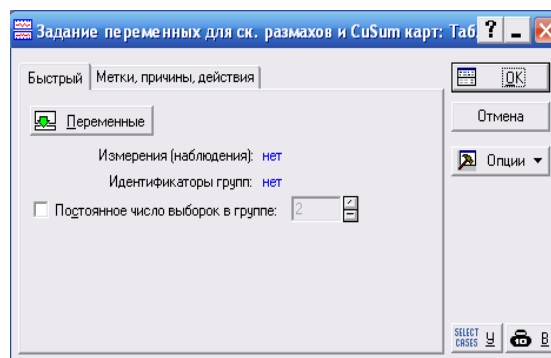 Задание переменных для ск. размахов и CuSum карт: Таб ?
Быстрый Метки, причины, действия
OK
Переменные
Отмена
Измерения (наблюдения): нет
Опции
Идентификаторы групп: нет
Постоянное число выборок в группе: 2
SELECT CASES У В